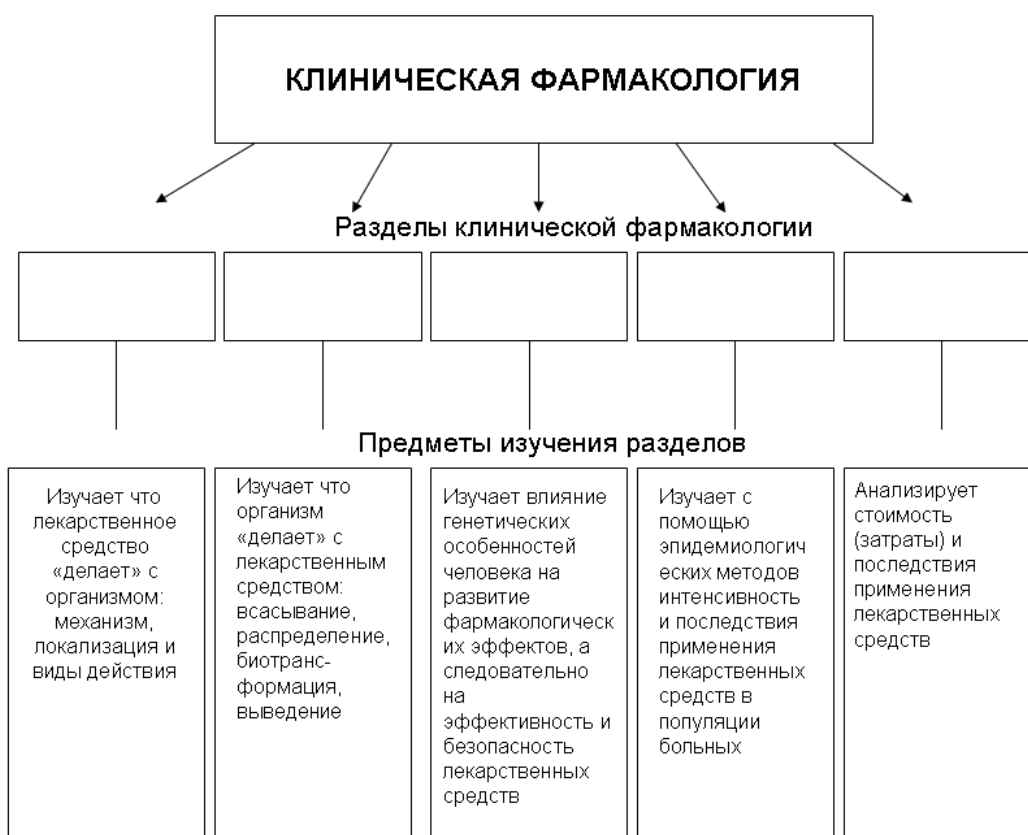 КЛИНИЧЕСКАЯ ФАРМАКОЛОГИЯ
Разделы клинической фармакологии
Предметы изучения разделов
Изучает что
лекарственное
средство
«делает» с
организмом:
механизм,
локализация и
виды действия
Изучает что
организм
«делает» с
лекарственным
средством:
всасывание,
распределение,
биотранс-
формация,
выведение
Изучает влияние
генетических
особенностей
человека на
развитие
фармакологическ
их эффектов, а
следовательно
на
эффективность и
безопасность
лекарственных
средств
Изучает с
помощью
эпидемиологич
еских методов
интенсивность
и последствия
применения
лекарственных
средств в
популяции
больных
Анализирует
стоимость
(затраты) и
последствия
применения
лекарственных
средств